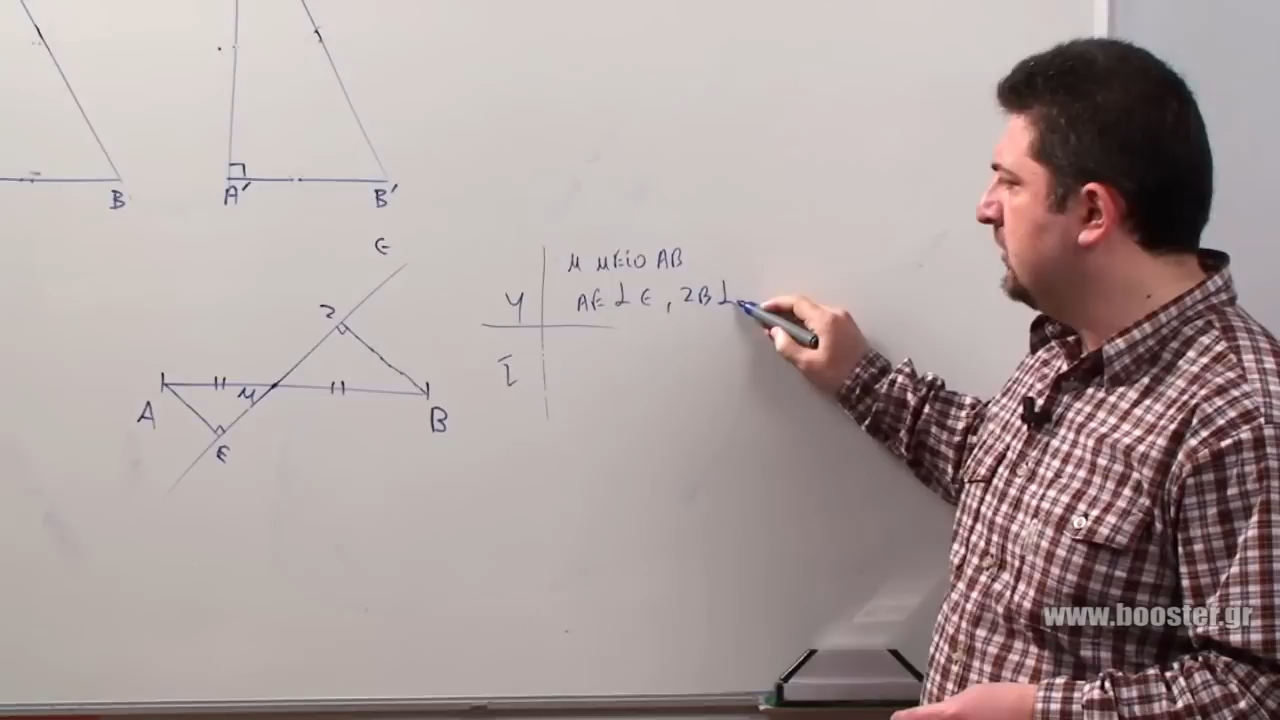 Β Α′ Β′
ε
Ζ
Α Μ Β
Ε
Υ Μ μέσο ΑΒ
ΑΕ ⊥ ε, ΖΒ ⊥
Σ
www.booster.gr